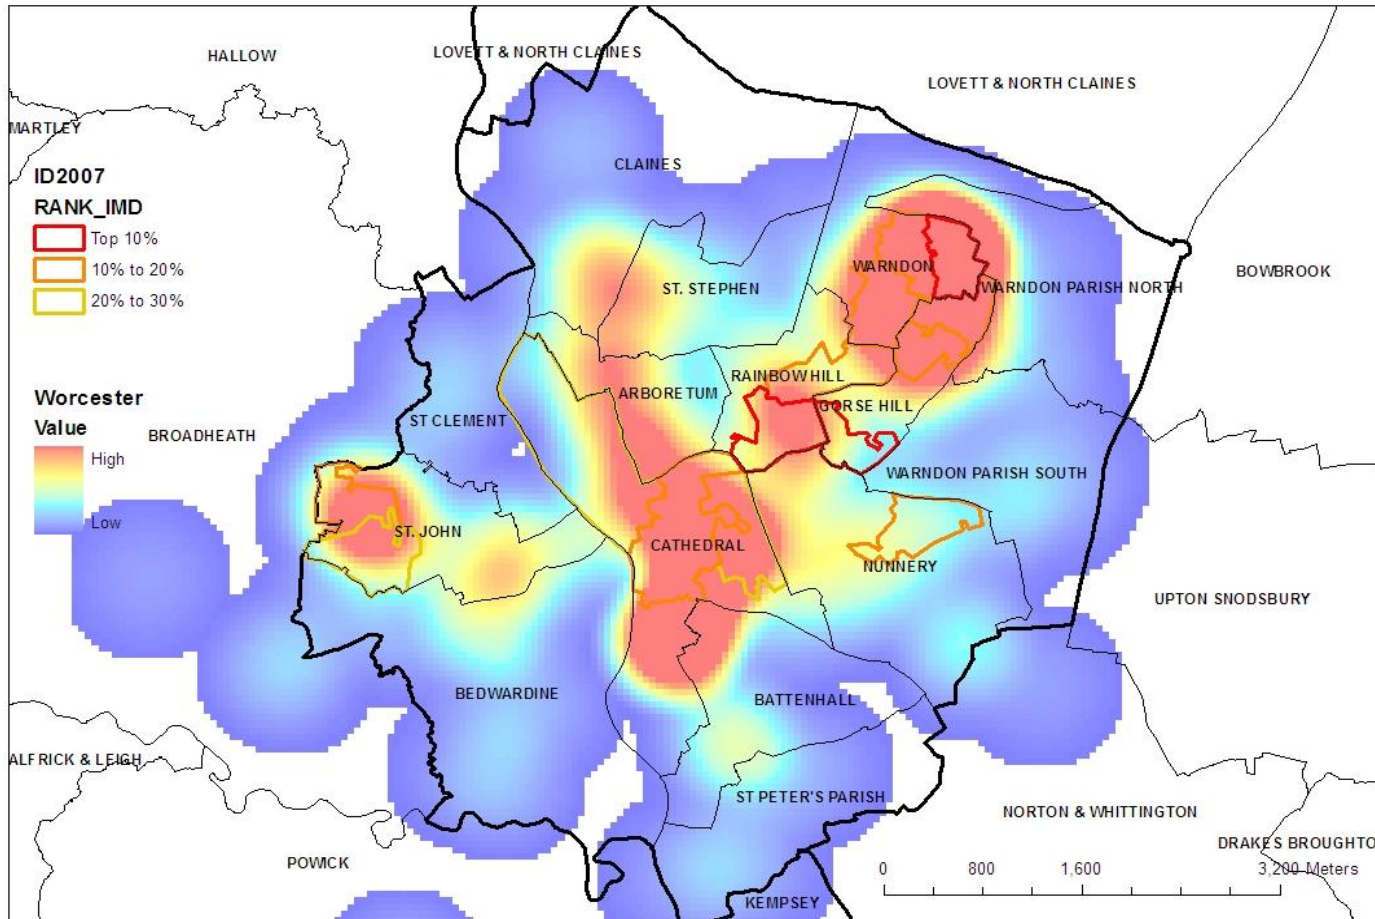 HALLOW
LOVETT & NORTH CLAINES
LOVETT & NORTH CLAINES
MARTLEY
CLAINES
ID2007
RANK_IMD
Top 10%
10% to 20%
20% to 30%
WARNDON
BOWBROOK
WARNDON PARISH NORTH
ST. STEPHEN
RAINBOW HILL
ARBORETUM
GORSE HILL
Worcester
Value
High
Low
ST CLEMENT
BROADHEATH
WARNDON PARISH SOUTH
ST. JOHN
CATHEDRAL
NUNNERY
UPTON SNODSBURY
BEDWARDINE
BATTENHALL
ALFRICK & LEIGH
ST PETER'S PARISH
NORTON & WHITTINGTON
DRAKES BROUGHTO
POWICK
0 800 1,600 3,200 Meters
KEMPSEY